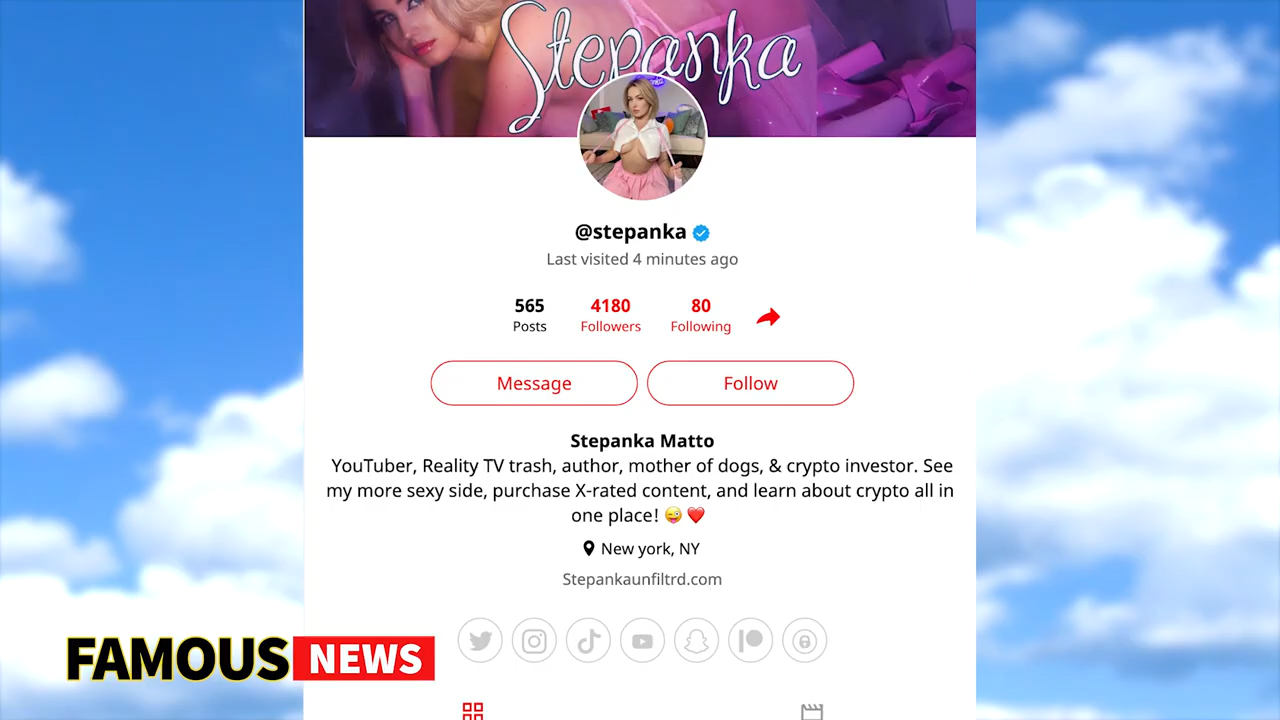 Stepanka
@stepanka
Last visited 4 minutes ago
565 4180 80
Posts Followers Following
Message Follow
Stepanka Matto
YouTuber, Reality TV trash, author, mother of dogs, & crypto investor. See
my more sexy side, purchase X-rated content, and learn about crypto all in
one place! 😜 ❤️
New york, NY
Stepankaunfiltrd.com
FAMOUS NEWS